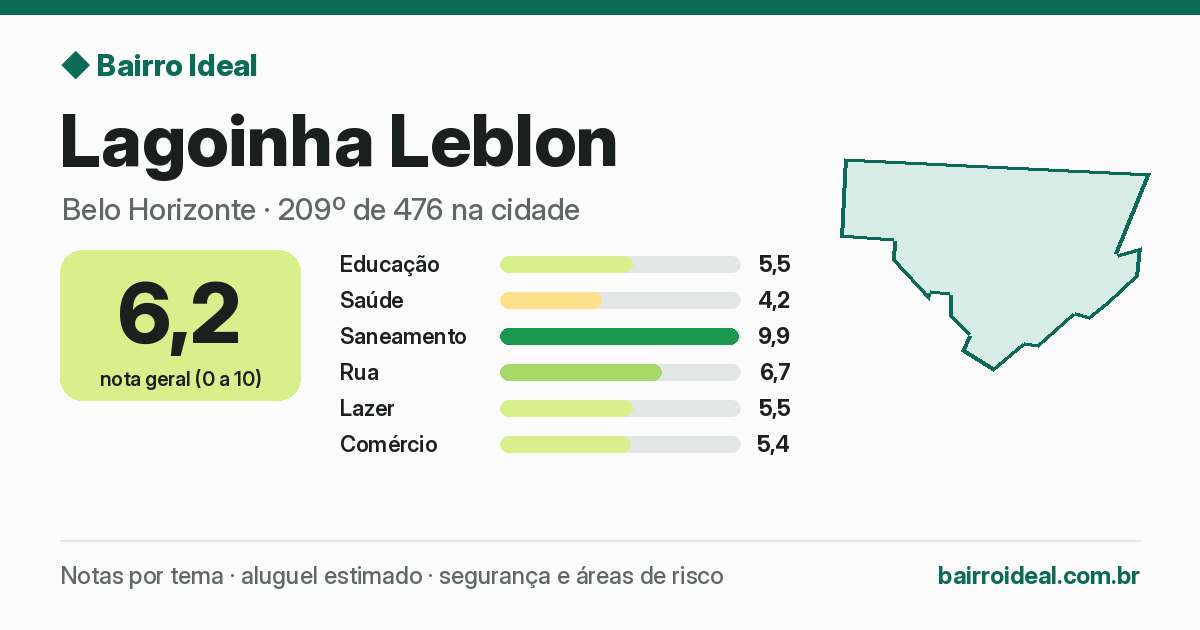 Bairro Ideal
Lagoinha Leblon
Belo Horizonte · 209º de 476 na cidade
6,2
nota geral (0 a 10)
Educação 5,5
Saúde 4,2
Saneamento 9,9
Rua 6,7
Lazer 5,5
Comércio 5,4
Notas por tema · aluguel estimado · segurança e áreas de risco
bairroideal.com.br